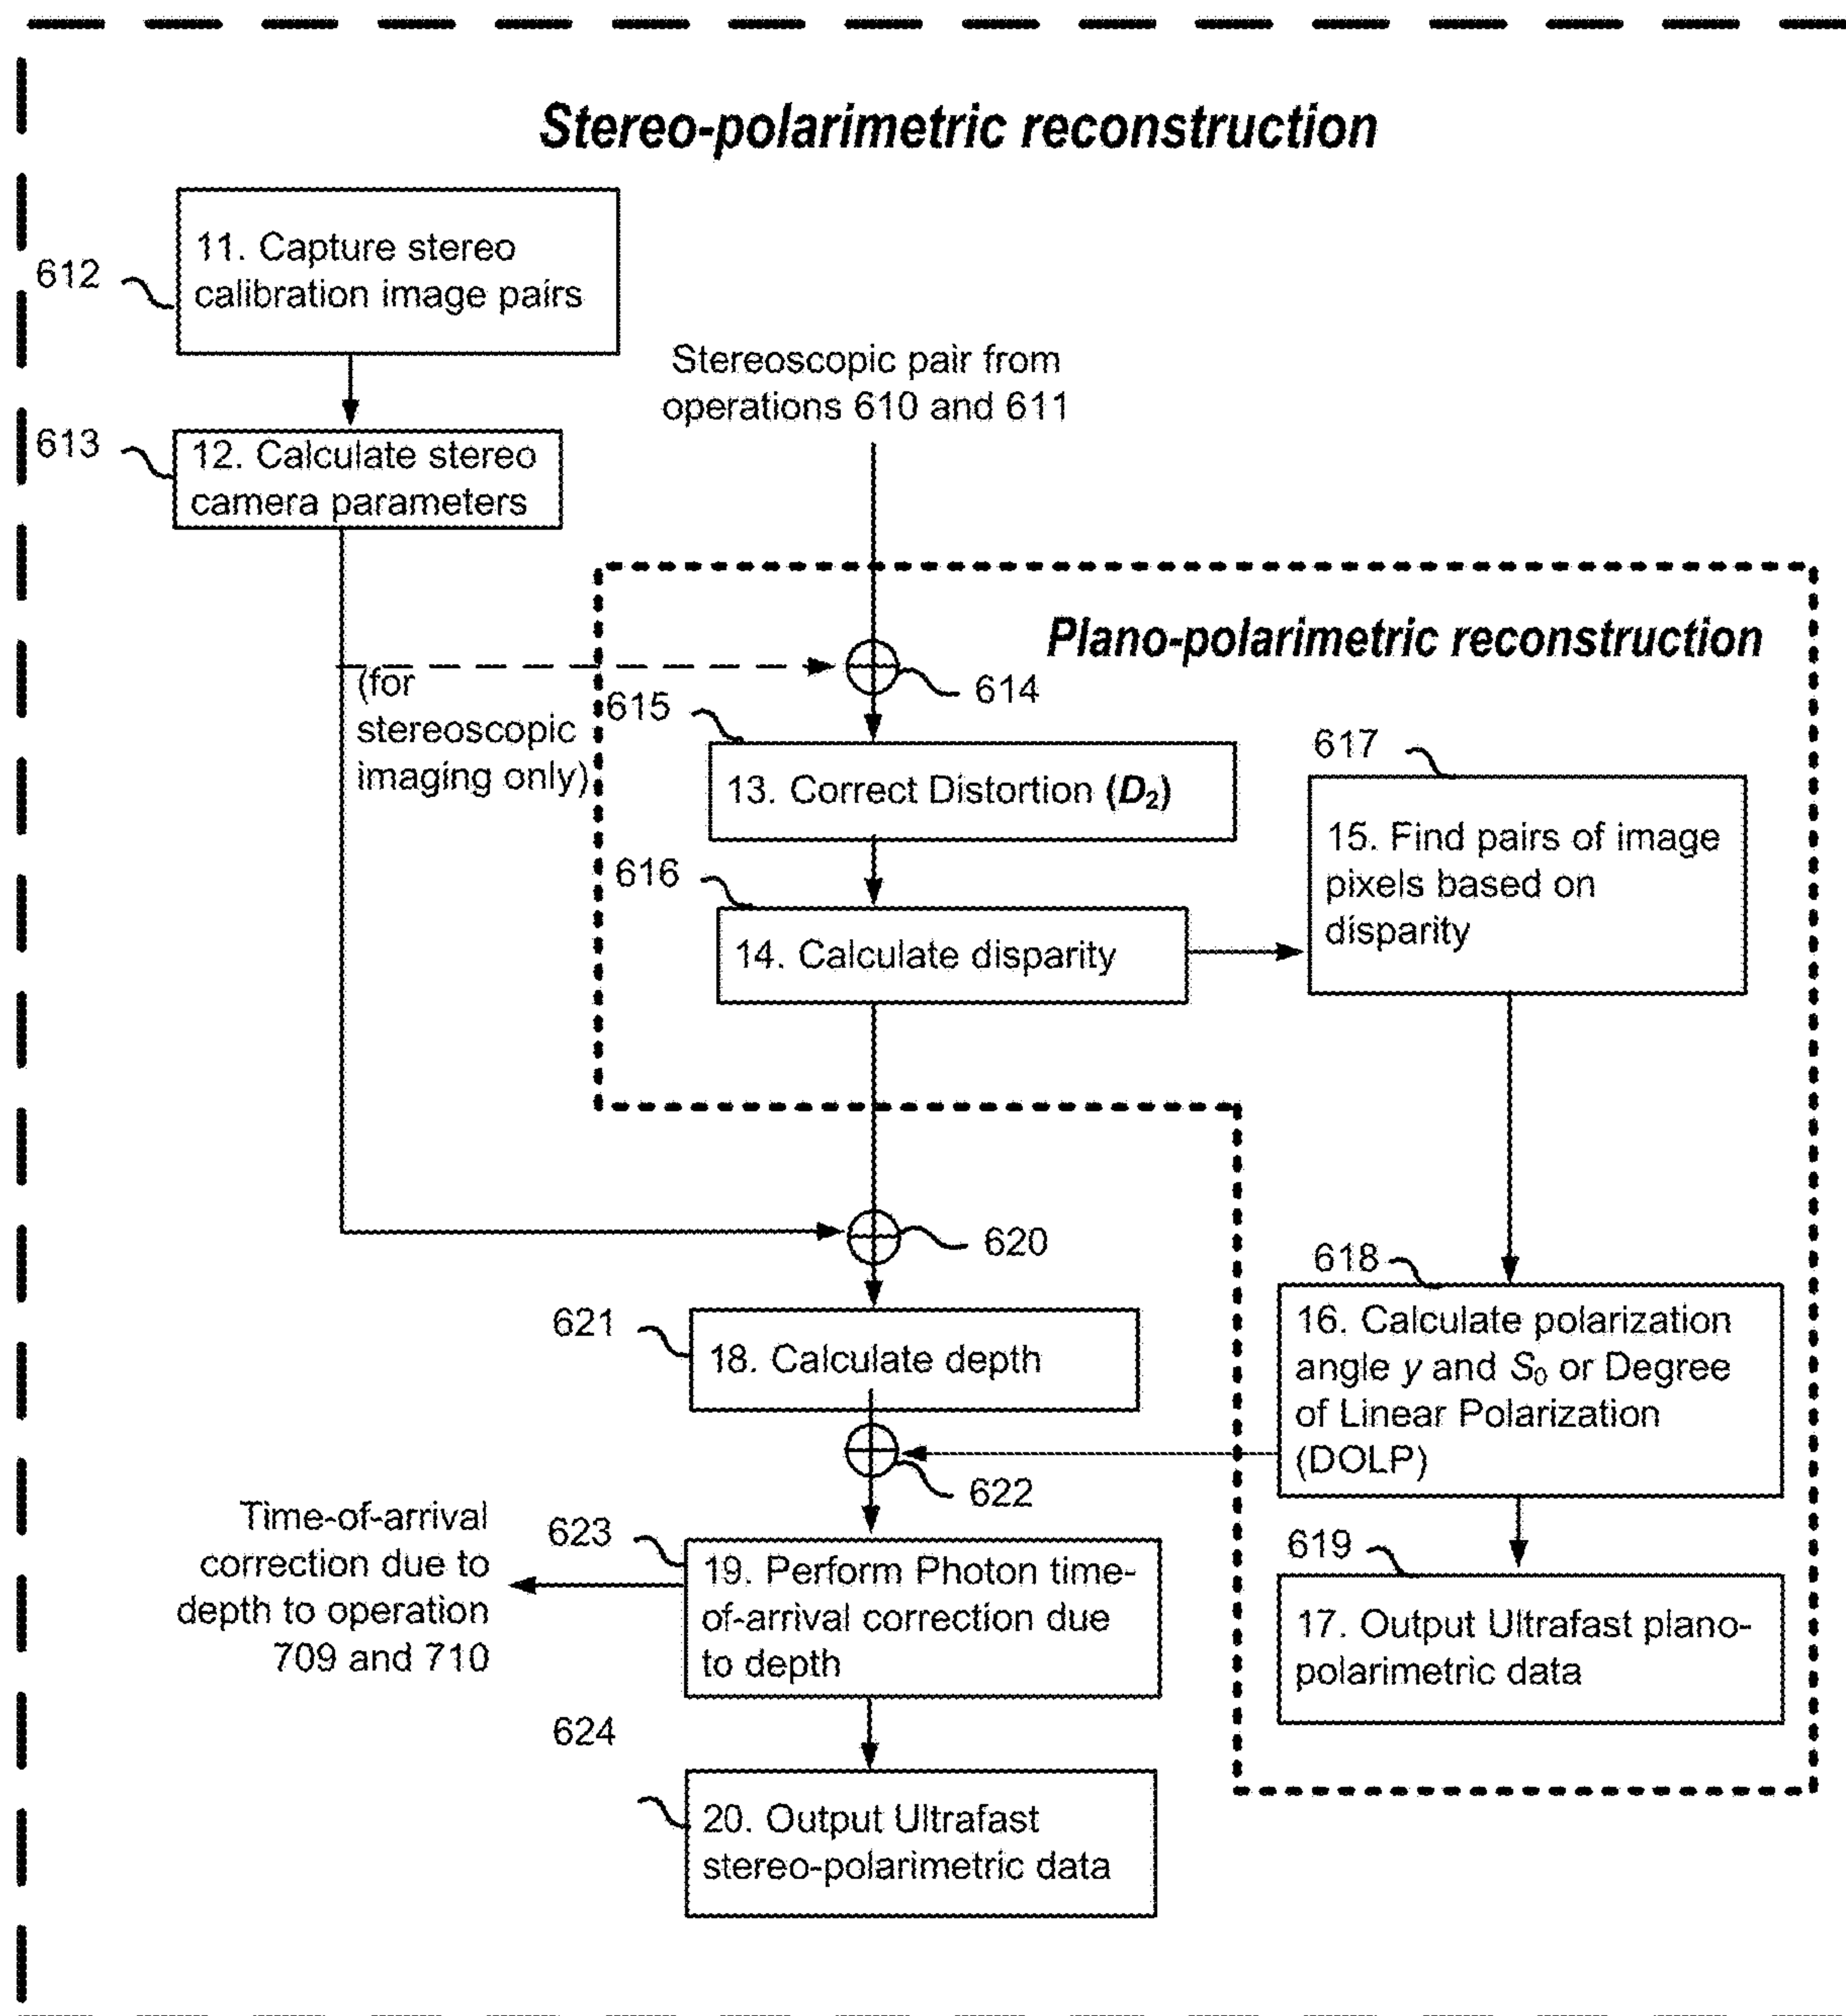 Stereo-polarimetric reconstruction
612
11. Capture stereo
calibration image pairs
Stereoscopic pair from
operations 610 and 611
613
12. Calculate stereo
camera parameters
Plano-polarimetric reconstruction
(for
stereoscopic
imaging only)
614
615
13. Correct Distortion (D₂)
617
15. Find pairs of image
pixels based on
disparity
616
14. Calculate disparity
620
618
16. Calculate polarization
angle y and S₀ or Degree
of Linear Polarization
(DOLP)
621
18. Calculate depth
622
Time-of-arrival
correction due to
depth to operation
709 and 710
623
19. Perform Photon time-
of-arrival correction due
to depth
619
17. Output Ultrafast plano-
polarimetric data
624
20. Output Ultrafast
stereo-polarimetric data